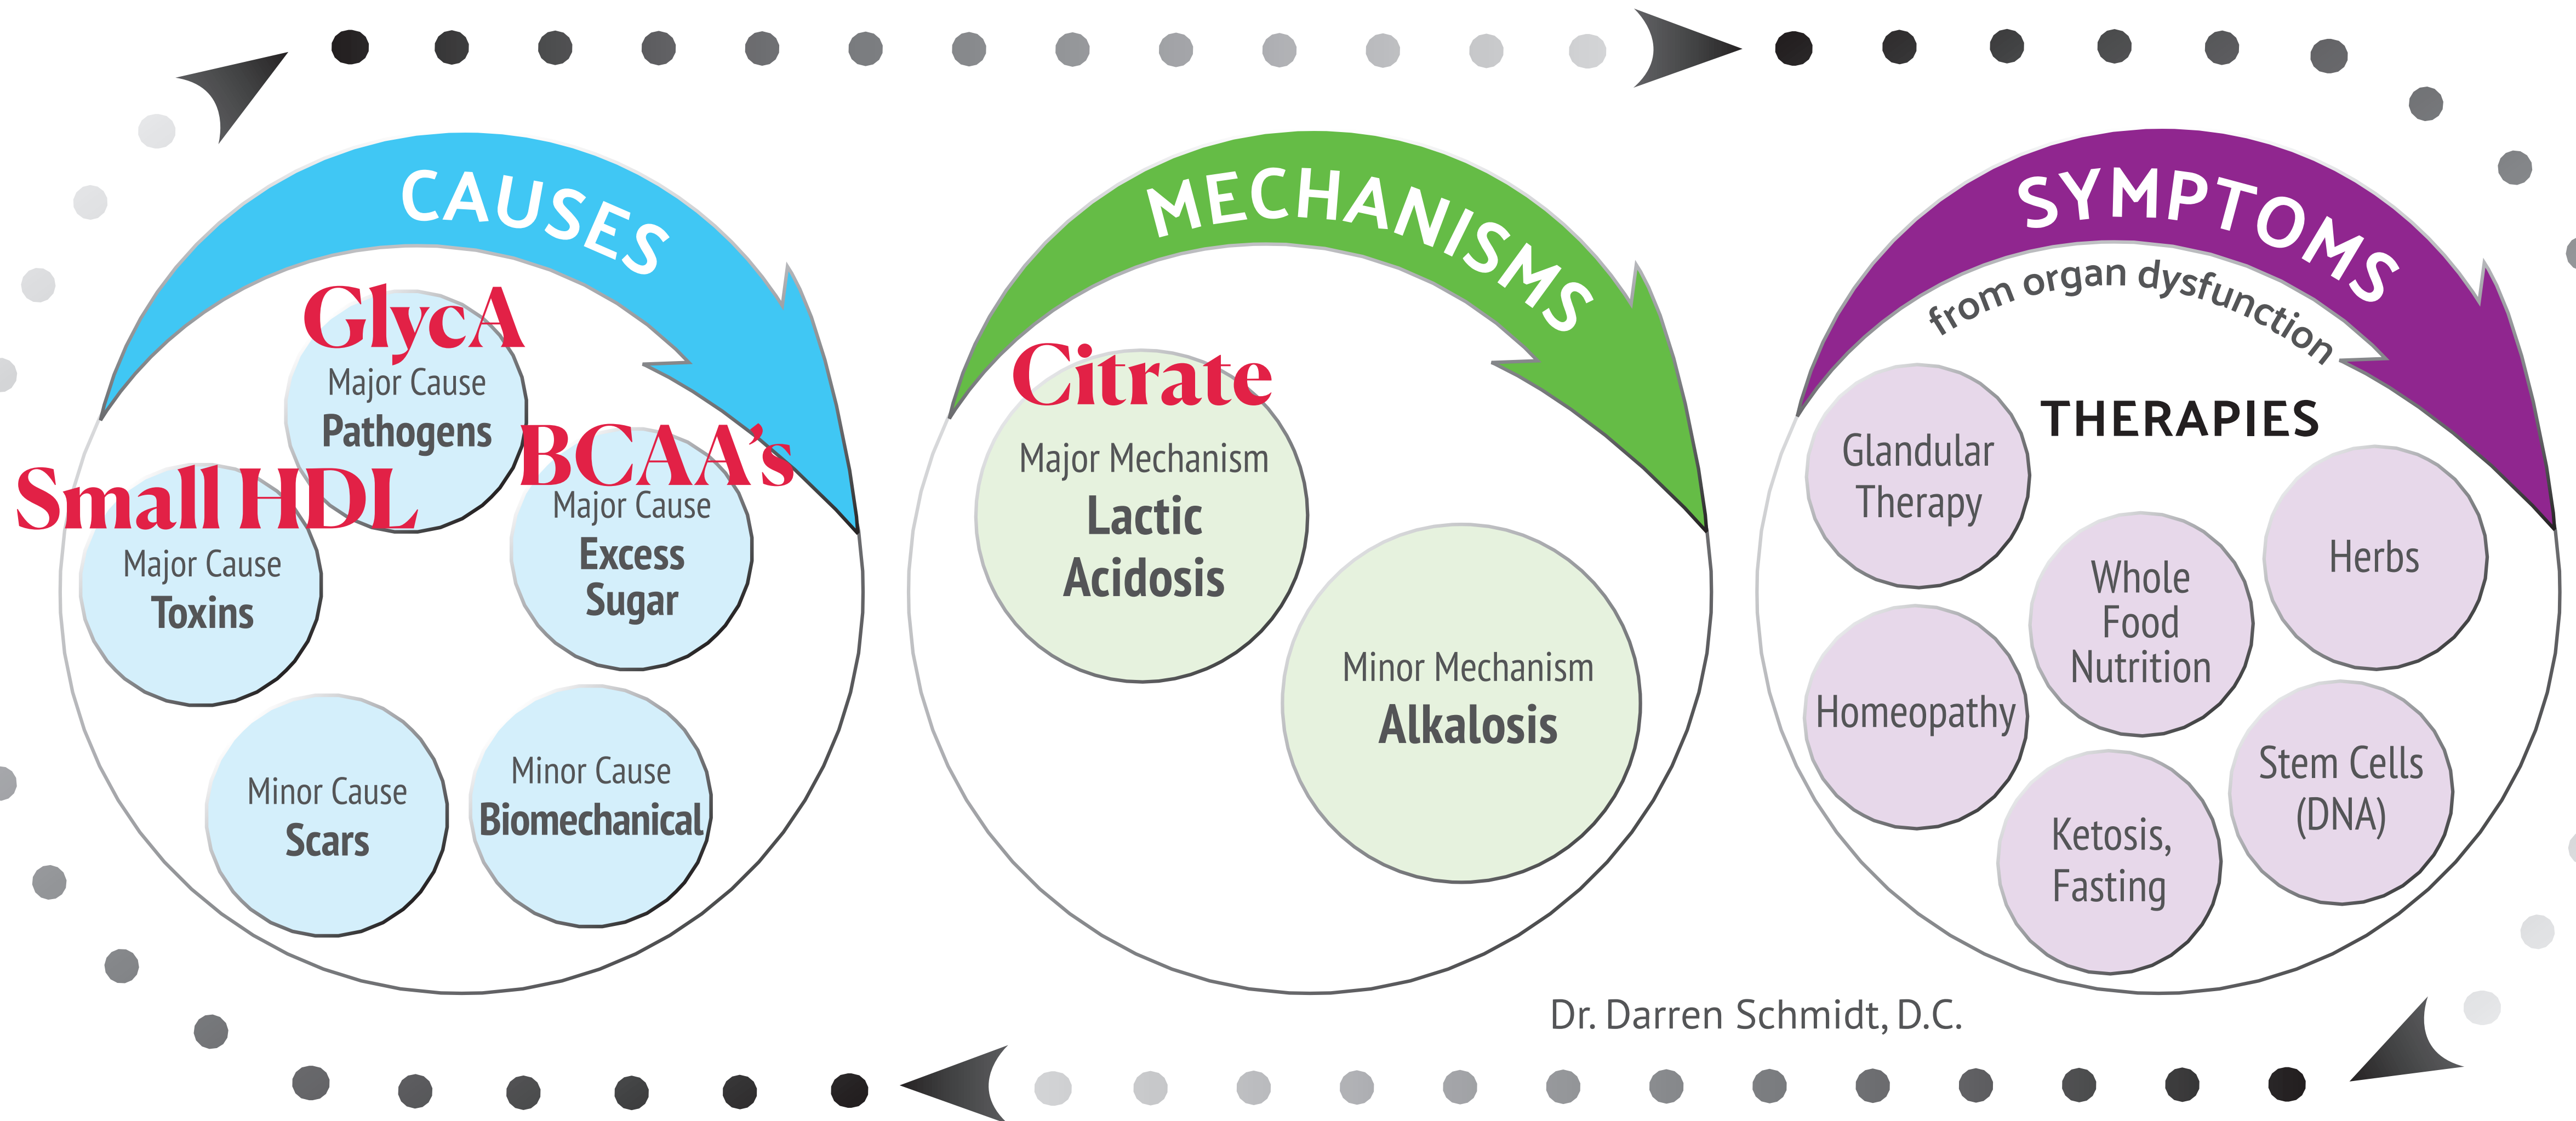 CAUSES
GlycA
Major Cause
Pathogens
BCAA's
Major Cause
Excess
Sugar
Small HDL
Major Cause
Toxins
Minor Cause
Scars
Minor Cause
Biomechanical
MECHANISMS
Citrate
Major Mechanism
Lactic
Acidosis
Minor Mechanism
Alkalosis
SYMPTOMS
from organ dysfunction
THERAPIES
Glandular
Therapy
Whole
Food
Nutrition
Herbs
Homeopathy
Ketosis,
Fasting
Stem Cells
(DNA)
Dr. Darren Schmidt, D.C.